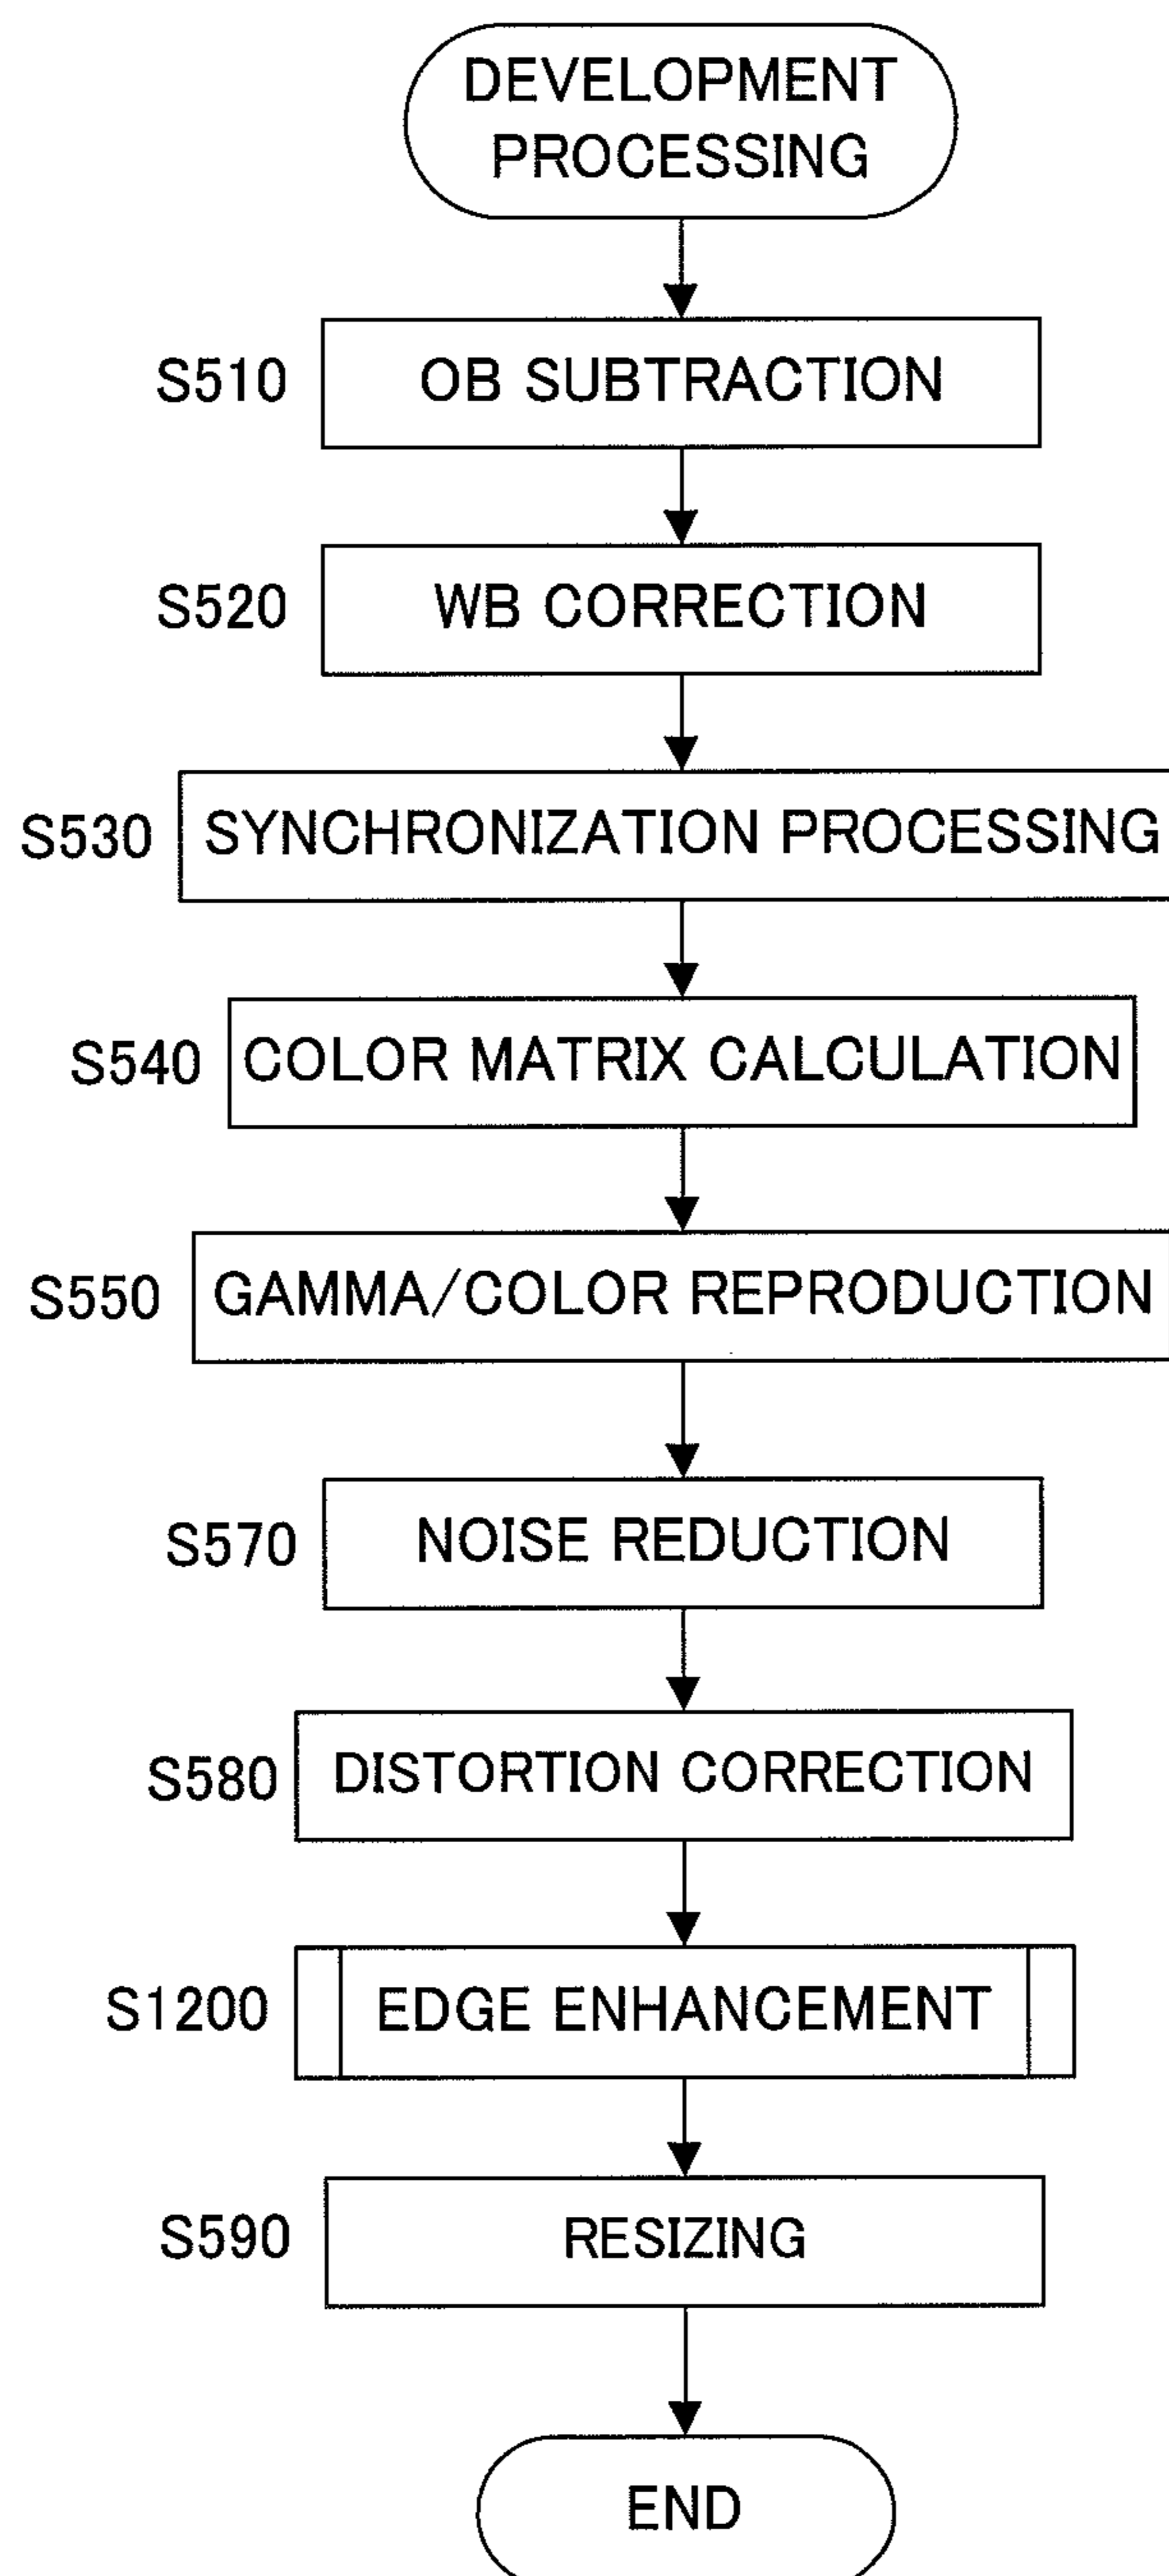 DEVELOPMENT
PROCESSING
S510 OB SUBTRACTION
S520 WB CORRECTION
S530 SYNCHRONIZATION PROCESSING
S540 COLOR MATRIX CALCULATION
S550 GAMMA/COLOR REPRODUCTION
S570 NOISE REDUCTION
S580 DISTORTION CORRECTION
S1200 EDGE ENHANCEMENT
S590 RESIZING
END